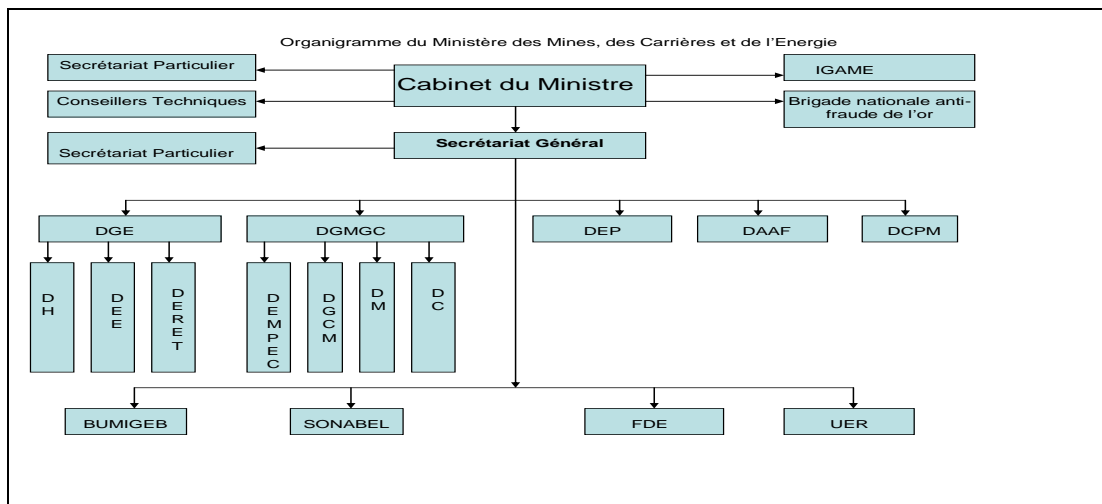 Organigramme du Ministère des Mines, des Carrières et de l'Energie
Secrétariat Particulier
Cabinet du Ministre
IGAME
Conseillers Techniques
Brigade nationale anti-
fraude de l'or
Secrétariat Général
Secrétariat Particulier
DGE
DGMGC
DEP
DAAF
DCPM
DH
DEE
DERET
DEMPEC
DGCM
DM
DC
BUMIGEB
SONABEL
FDE
UER